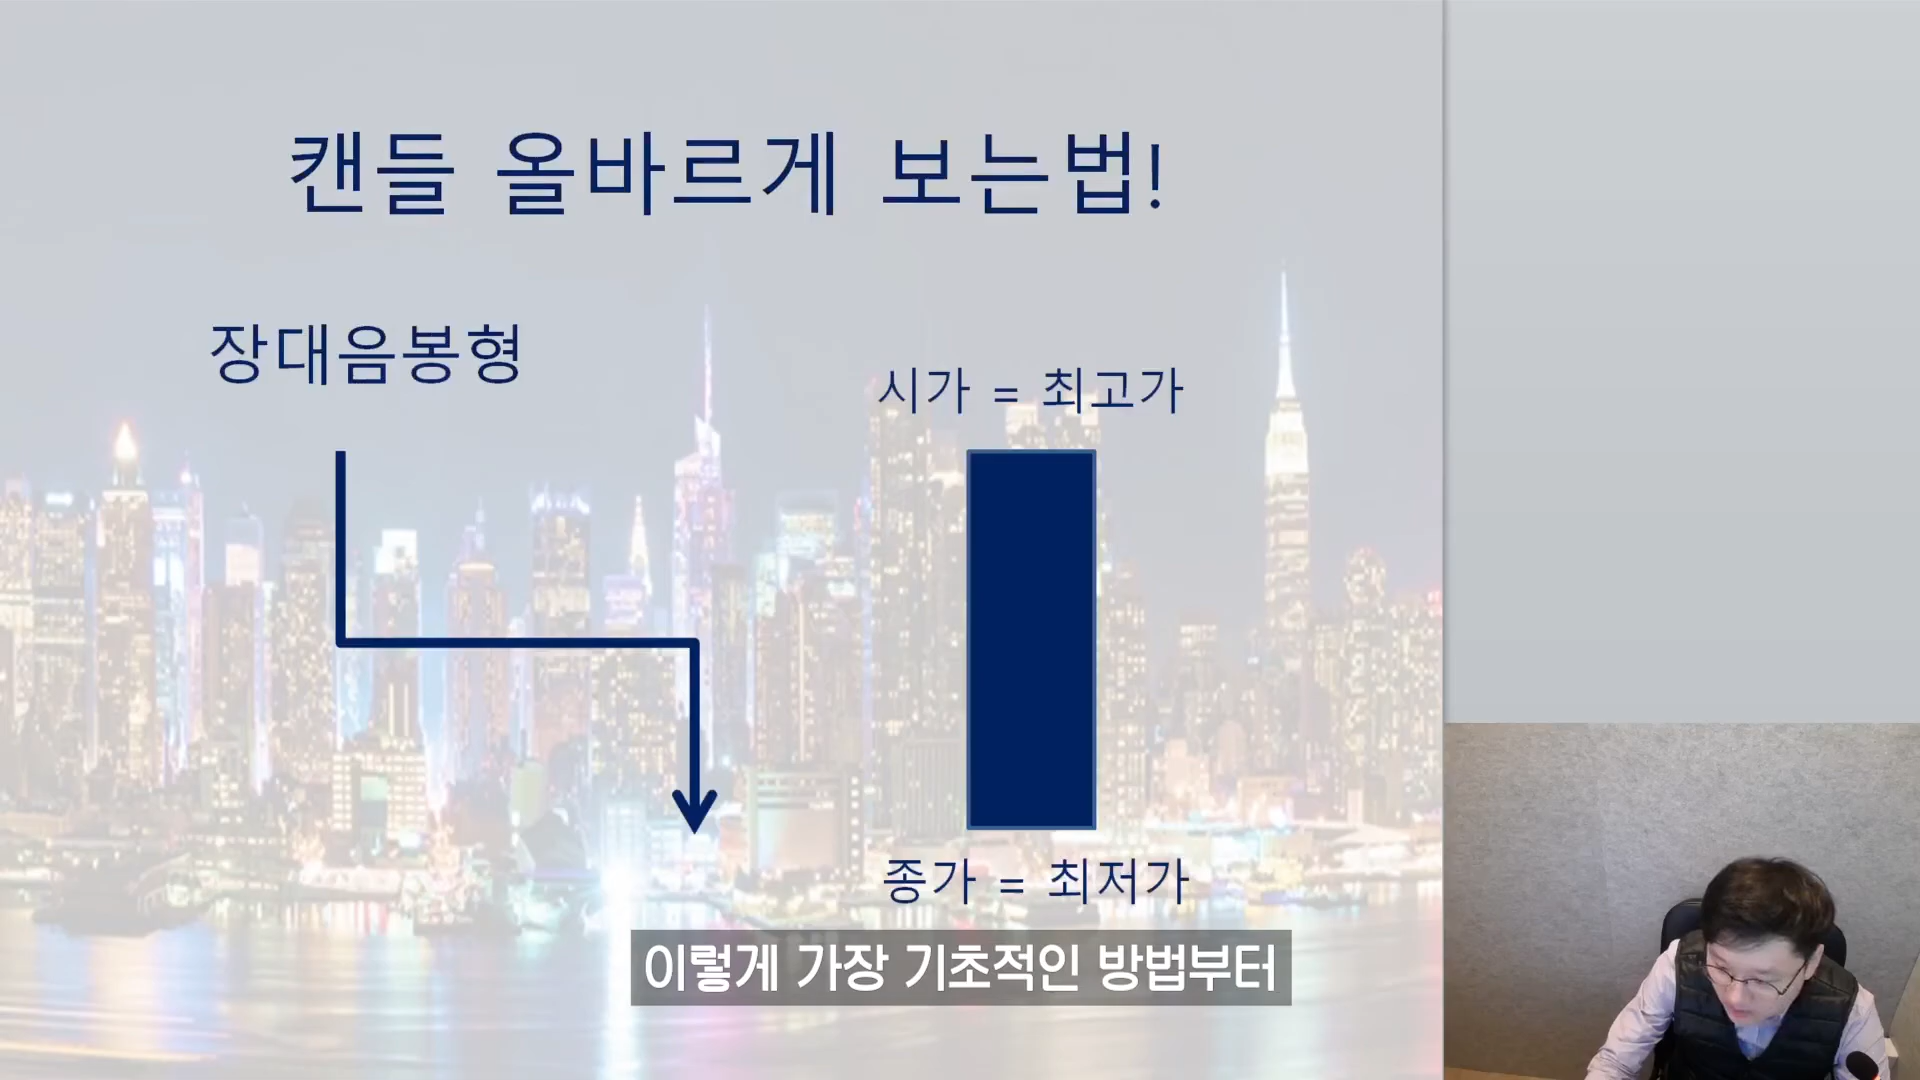 캔들 올바르게 보는법!
장대음봉형
시가 = 최고가
종가 = 최저가
이렇게 가장 기초적인 방법부터